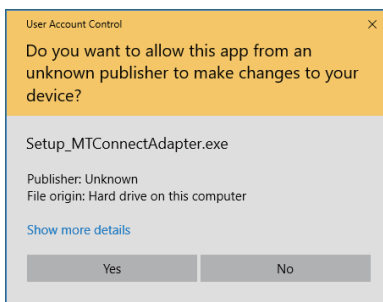 User Account Control
Do you want to allow this app from an
unknown publisher to make changes to your
device?
Setup_MTConnectAdapter.exe
Publisher: Unknown
File origin: Hard drive on this computer
Show more details
Yes
No